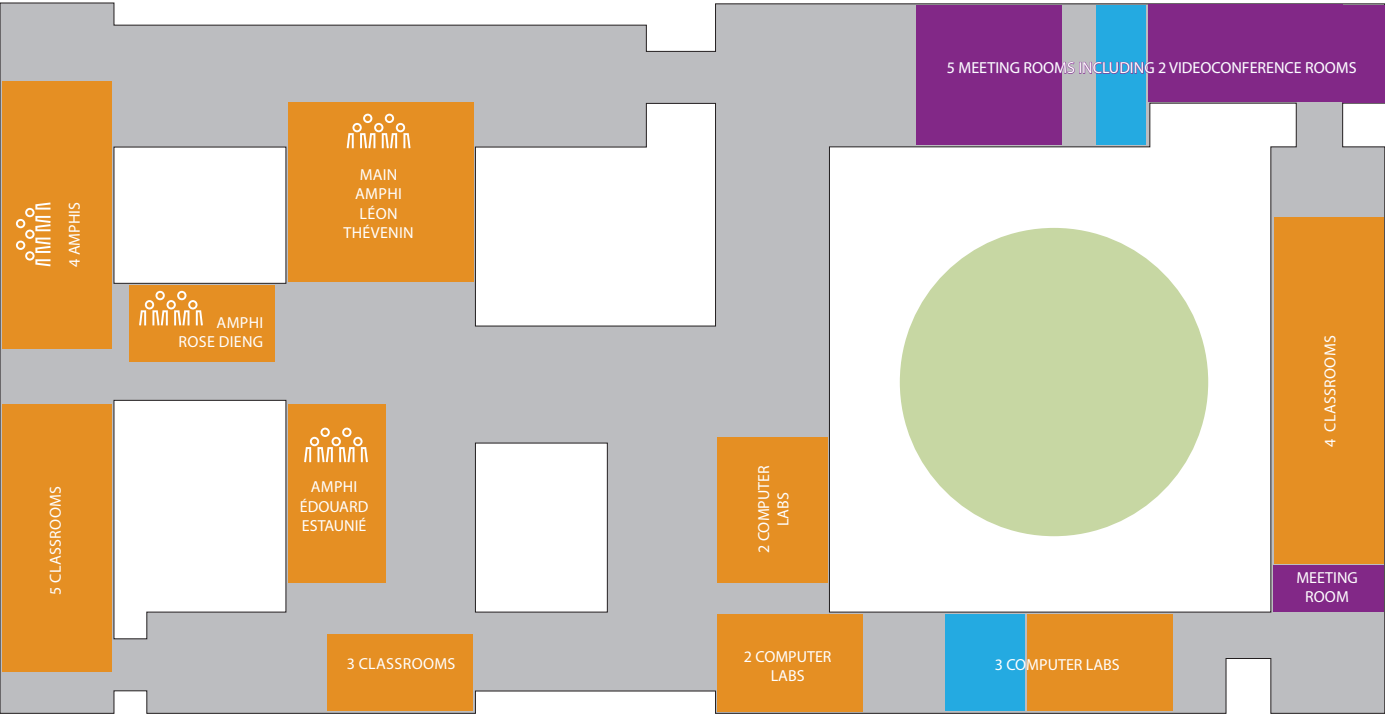 5 MEETING ROOMS INCLUDING 2 VIDEOCONFERENCE ROOMS
MAIN
AMPHI
LÉON
THÉVENIN
4 AMPHIS
AMPHI
ROSE DIENG
4 CLASSROOMS
AMPHI
ÉDOUARD
ESTAUNIÉ
2 COMPUTER
LABS
5 CLASSROOMS
MEETING
ROOM
3 CLASSROOMS
2 COMPUTER
LABS
3 COMPUTER LABS